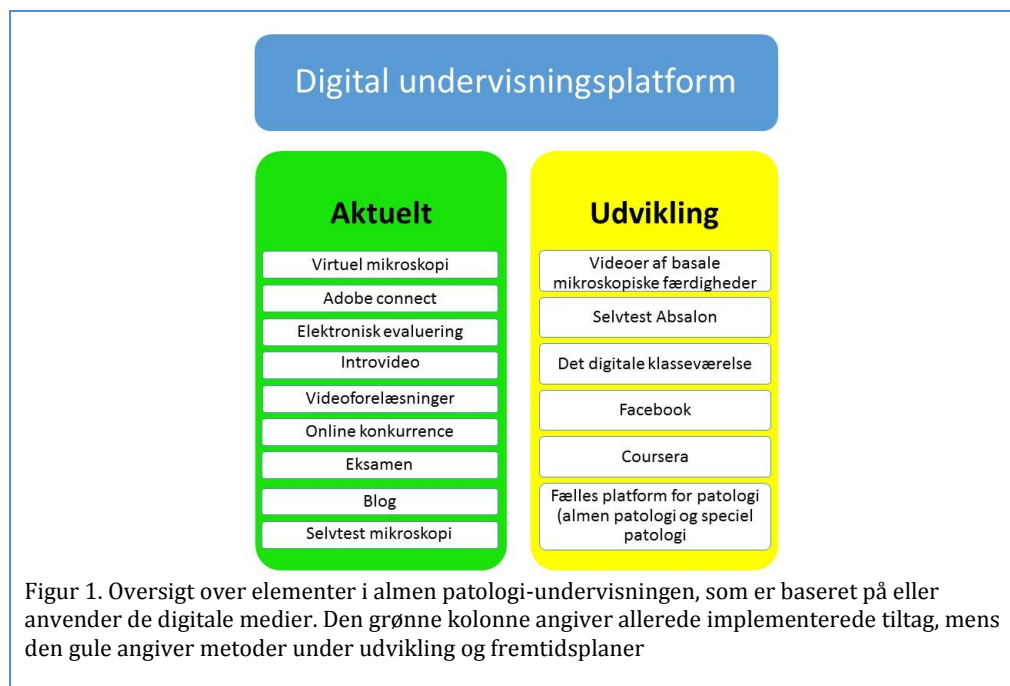 Digital undervisningsplatform
Aktuelt
Virtuel mikroskopi
Adobe connect
Elektronisk evaluering
Introvideo
Videoforelæsninger
Online konkurrence
Eksamen
Blog
Selvtest mikroskopi
Udvikling
Videoer af basale
mikroskopiske færdigheder
Selvtest Absalon
Det digitale klasseværelse
Facebook
Coursera
Fælles platform for patologi
(almen patologi og speciel
patologi
Figur 1. Oversigt over elementer i almen patologi-undervisningen, som er baseret på eller
anvender de digitale medier. Den grønne kolonne angiver allerede implementerede tiltag, mens
den gule angiver metoder under udvikling og fremtidsplaner